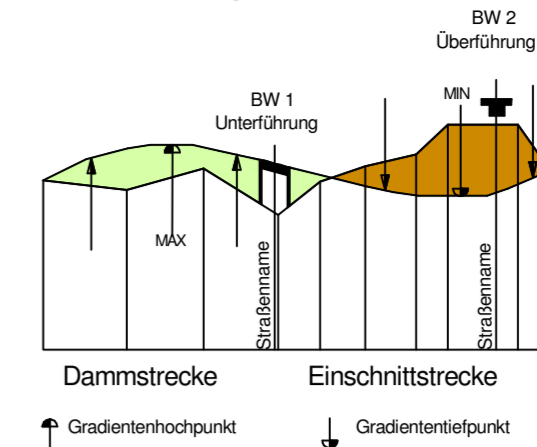 BW 2
Überführung
BW 1
Unterführung
MIN
MAX
Straßenname
Straßenname
Dammstrecke
Einschnittstrecke
Gradientenhochpunkt
Gradiententiefpunkt